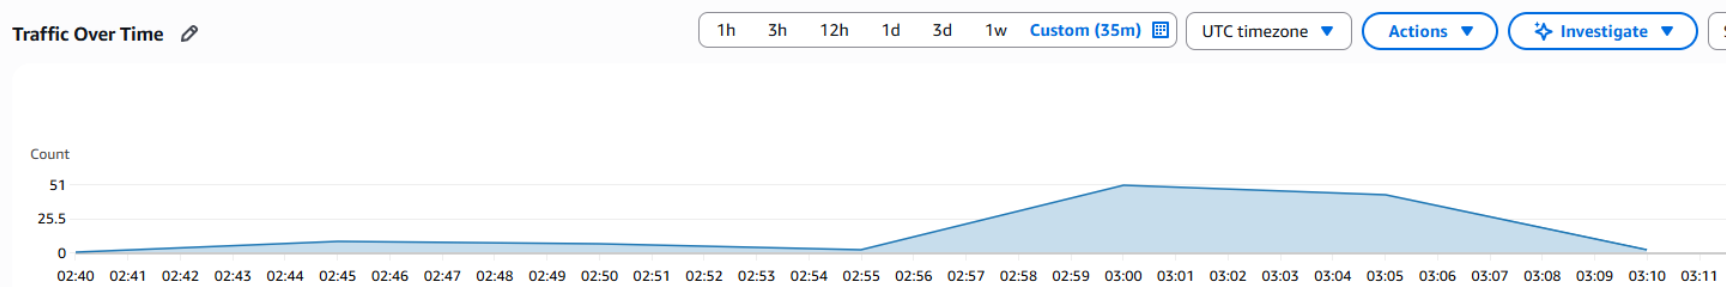 Traffic Over Time
1h 3h 12h 1d 3d 1w Custom (35m) UTC timezone Actions Investigate
Count
51
25.5
0
02:40 02:41 02:42 02:43 02:44 02:45 02:46 02:47 02:48 02:49 02:50 02:51 02:52 02:53 02:54 02:55 02:56 02:57 02:58 02:59 03:00 03:01 03:02 03:03 03:04 03:05 03:06 03:07 03:08 03:09 03:10 03:11